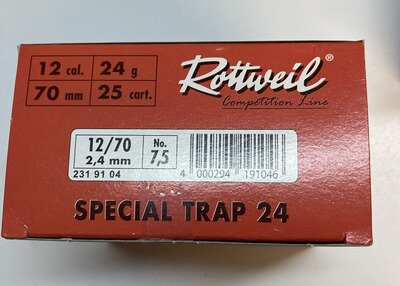 12 cal. 24 g
70 mm 25 cart.
Rottweil®
Competition Line
12/70 No.
2,4 mm 7,5
231 91 04 4 000294 191046
SPECIAL TRAP 24